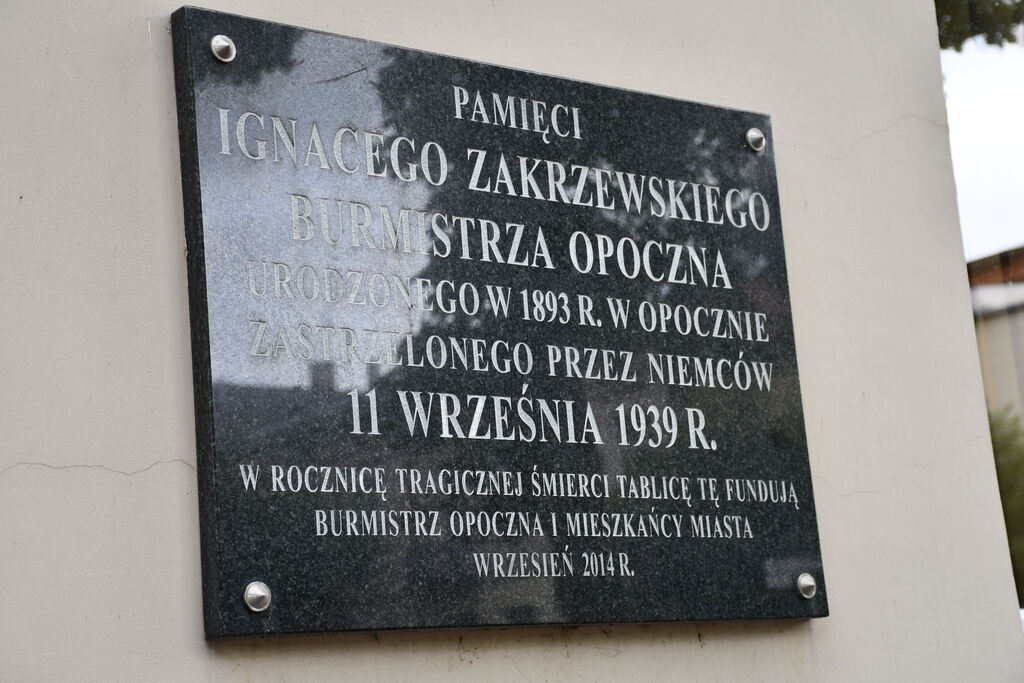 PAMIĘCI
IGNACEGO ZAKRZEWSKIEGO
BURMISTRZA OPOCZNA
URODZONEGO W 1893 R. W OPOCZNIE
ZASTRZELONEGO PRZEZ NIEMCÓW
11 WRZEŚNIA 1939 R.
W ROCZNICĘ TRAGICZNEJ ŚMIERCI TABLICĘ TĘ FUNDUJĄ
BURMISTRZ OPOCZNA I MIESZKAŃCY MIASTA
WRZESIEŃ 2014 R.